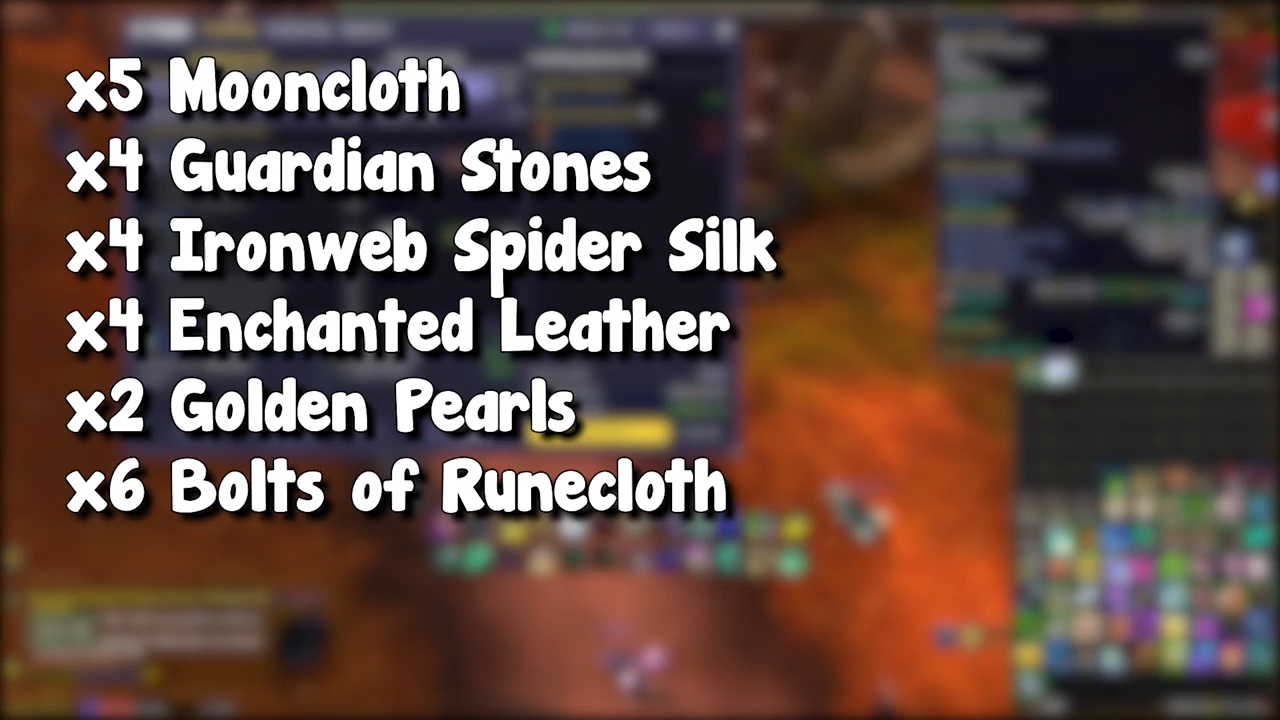 x5 Mooncloth
x4 Guardian Stones
x4 Ironweb Spider Silk
x4 Enchanted Leather
x2 Golden Pearls
x6 Bolts of Runecloth